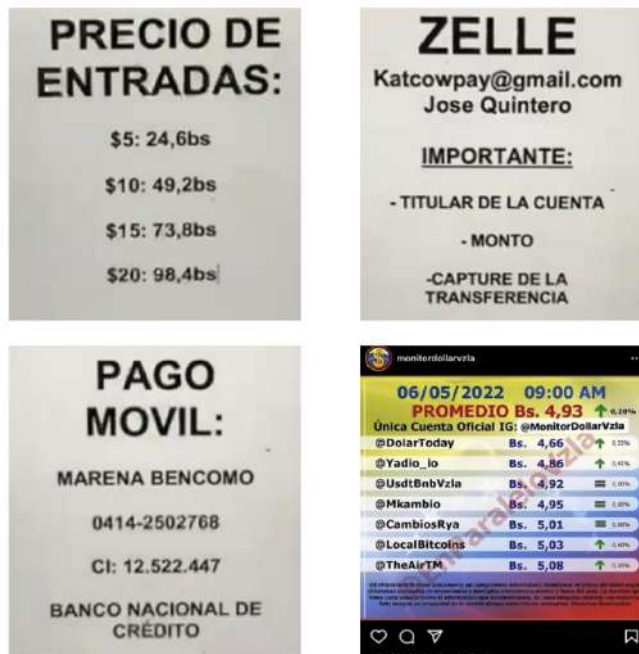 PRECIO DE
ENTRADAS:
$5: 24,6bs
$10: 49,2bs
$15: 73,8bs
$20: 98,4bs
ZELLE
Katcowpay@gmail.com
Jose Quintero
IMPORTANTE:
- TITULAR DE LA CUENTA
- MONTO
-CAPTURE DE LA
TRANSFERENCIA
PAGO
MOVIL:
MARENA BENCOMO
0414-2502768
CI: 12.522.447
BANCO NACIONAL DE
CRÉDITO
monitordollarvzla
06/05/2022 09:00 AM
PROMEDIO Bs. 4,93 0,20%
Única Cuenta Oficial IG: @MonitorDollarVzla
@DolarToday Bs. 4,66
@Yadio_io Bs. 4,86
@UsdtBnbVzla Bs. 4,92
@Mkambio Bs. 4,95
@CambiosRya Bs. 5,01
@LocalBitcoins Bs. 5,03
@TheAirTM Bs. 5,08
@EnParaleloVzla